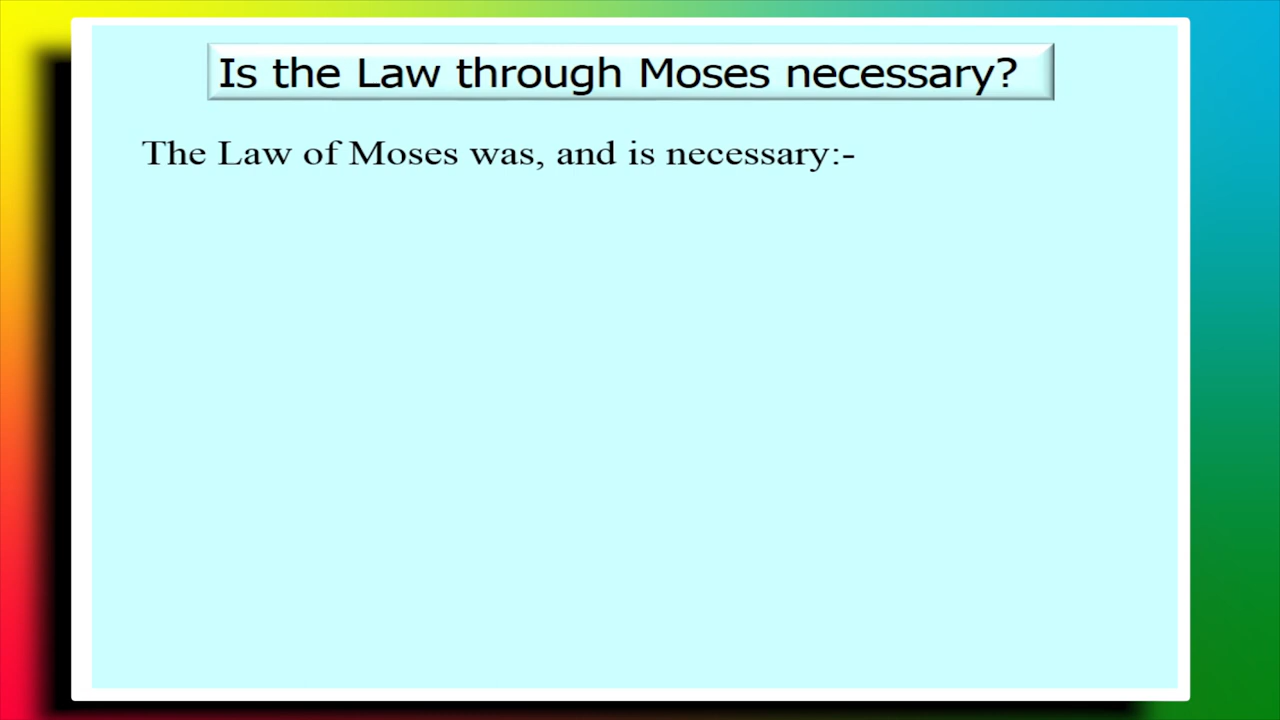 Is the Law through Moses necessary?
The Law of Moses was, and is necessary:-